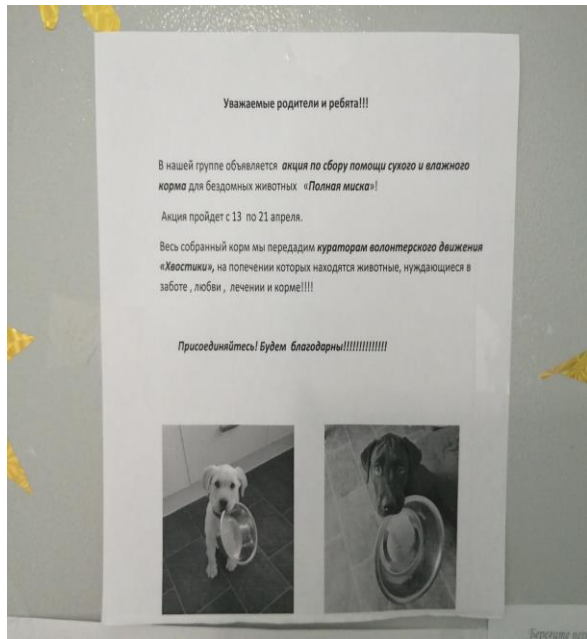 Уважаемые родители и ребята!!!
В нашей группе объявляется акция по сбору помощи сухого и влажного
корма для бездомных животных «Полная миска»!
Акция пройдет с 13 по 21 апреля.
Весь собранный корм мы передадим кураторам волонтерского движения
«Хвостики», на попечении которых находятся животные, нуждающиеся в
заботе , любви , лечении и корме!!!!
Присоединяйтесь! Будем благодарны!!!!!!!!!!!!!!
Берегите